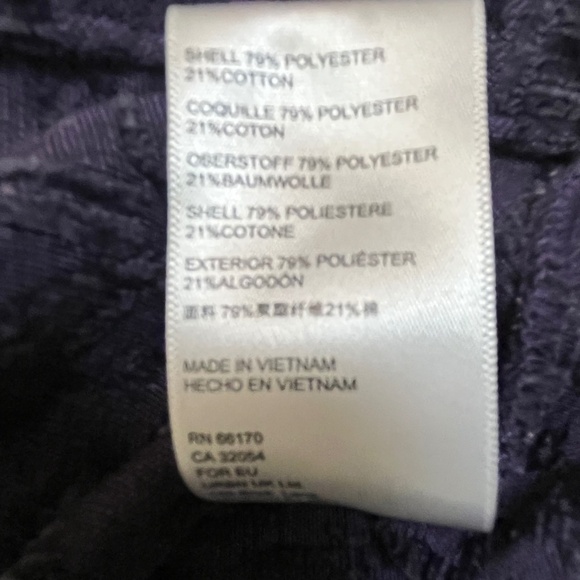 SHELL 79% POLYESTER
21%COTTON
COQUILLE 79% POLYESTER
21%COTON
OBERSTOFF 79% POLYESTER
21%BAUMWOLLE
SHELL 79% POLIESTERE
21%COTONE
EXTERIOR 79% POLIÉSTER
21%ALGODÓN
面料 79%聚酯纤维21%棉
MADE IN VIETNAM
HECHO EN VIETNAM
RN 66170
CA 32054
FOR EU